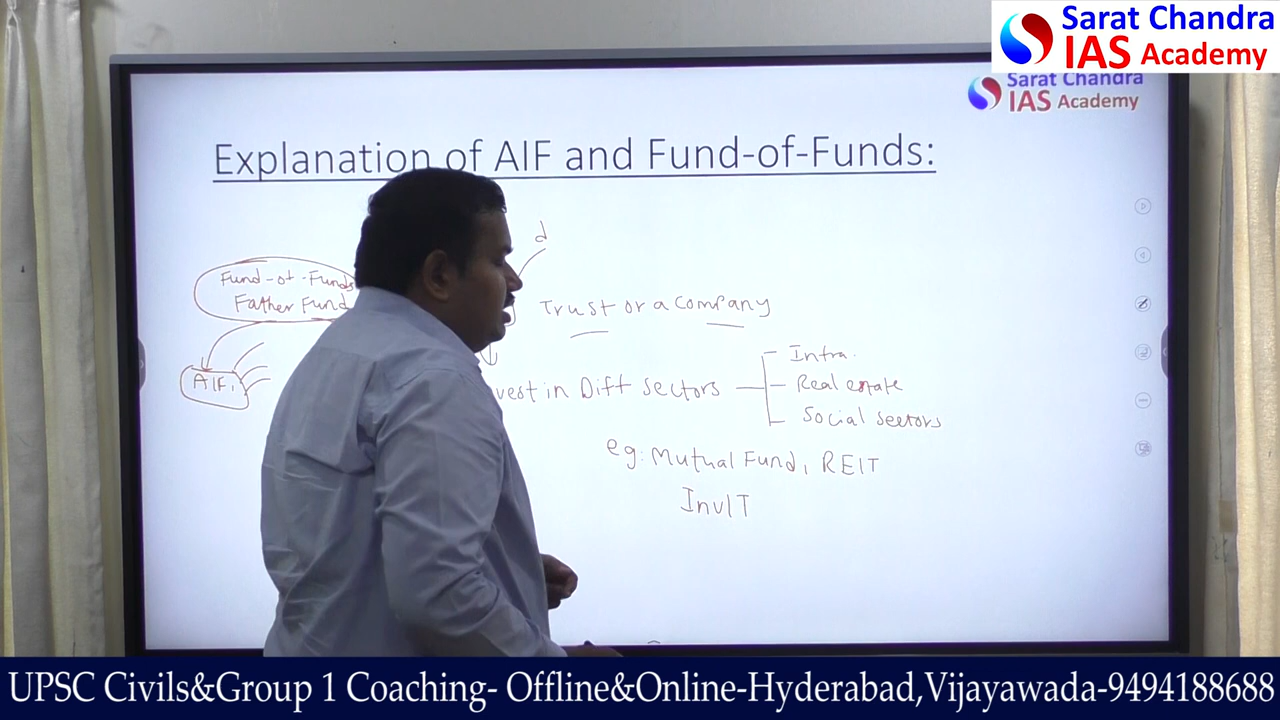 Sarat Chandra
IAS Academy
Sarat Chandra
IAS Academy
Explanation of AIF and Fund-of-Funds:
d
Fund-of-Funds
Father Fund
Trust or a Company
AIF1
vest in Diff sectors
Infra.
Real estate
Social sectors
eg: Mutual Fund, REIT
InvIT
UPSC Civils&Group 1 Coaching- Offline&Online-Hyderabad,Vijayawada-9494188688